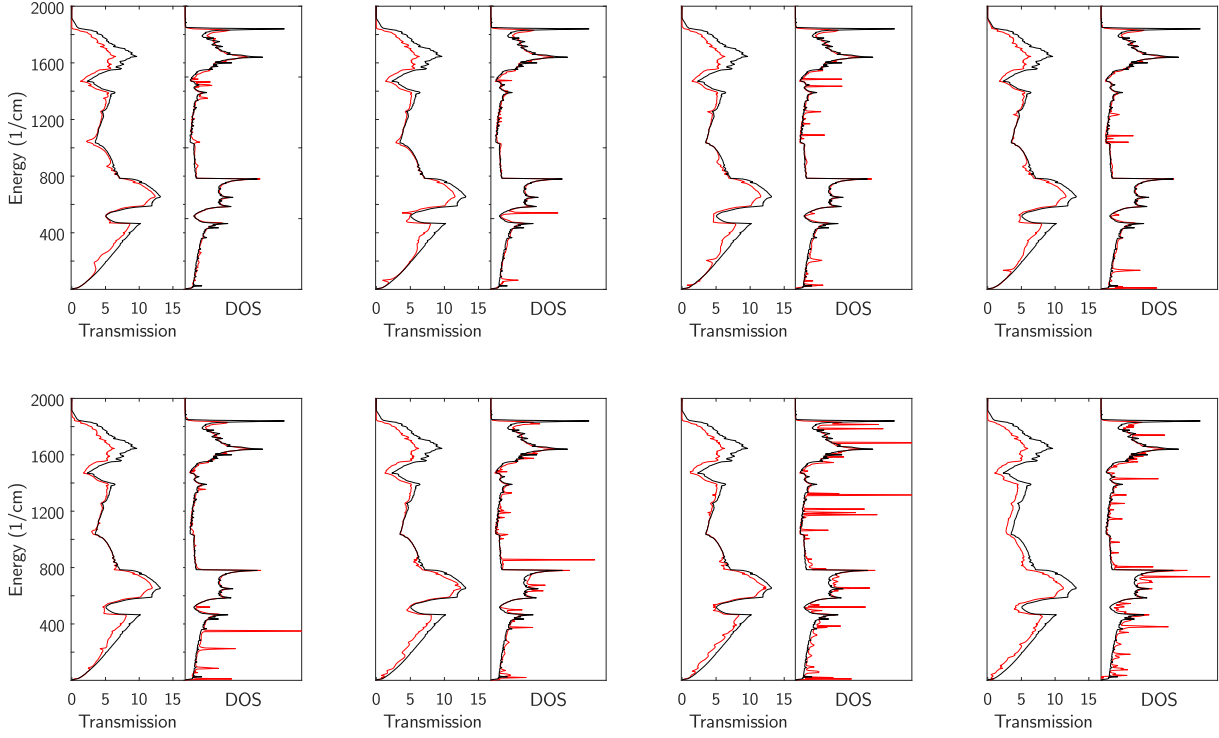 2000
1600
1200
800
400
Energy (1/cm)
0 5 10 15 DOS
Transmission
0 5 10 15 DOS
Transmission
0 5 10 15 DOS
Transmission
0 5 10 15 DOS
Transmission
2000
1600
1200
800
400
Energy (1/cm)
0 5 10 15 DOS
Transmission
0 5 10 15 DOS
Transmission
0 5 10 15 DOS
Transmission
0 5 10 15 DOS
Transmission